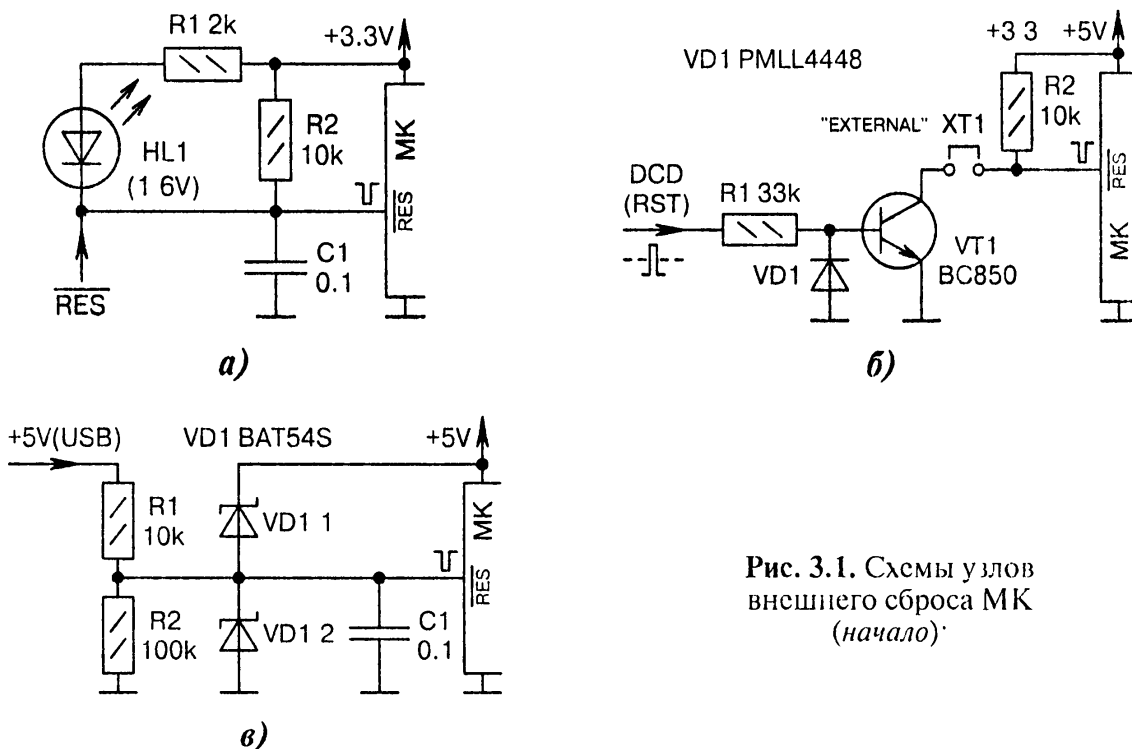 R1 2k
+3.3V
R2
10k
HL1
(1 6V)
MK
RES
C1
0.1
RES
а)
VD1 PMLL4448
+3 3
+5V
R2
10k
"EXTERNAL"
XT1
DCD
(RST)
R1 33k
VD1
VT1
BC850
RES
MK
б)
+5V(USB)
VD1 BAT54S
+5V
R1
10k
VD1 1
MK
RES
R2
100k
VD1 2
C1
0.1
в)
Рис. 3.1. Схемы узлов
внешнего сброса МК
(начало)